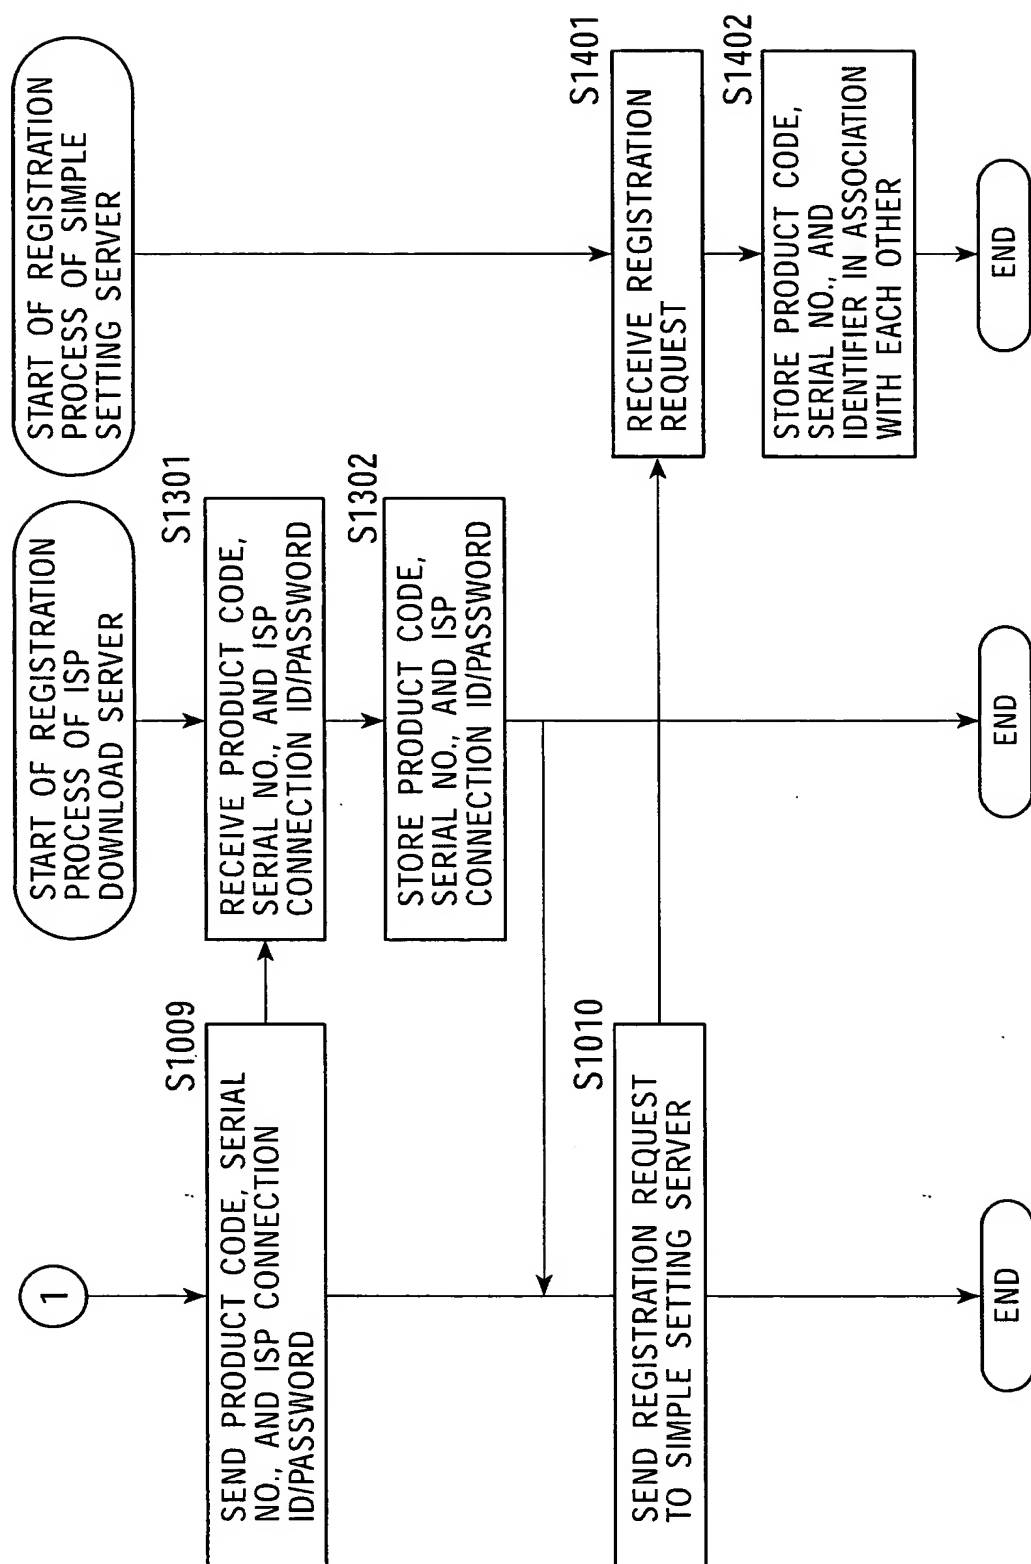 1
S1009
SEND PRODUCT CODE, SERIAL
NO., AND ISP CONNECTION
ID/PASSWORD
S1010
SEND REGISTRATION REQUEST
TO SIMPLE SETTING SERVER
END
START OF REGISTRATION
PROCESS OF ISP
DOWNLOAD SERVER
S1301
RECEIVE PRODUCT CODE,
SERIAL NO., AND ISP
CONNECTION ID/PASSWORD
S1302
STORE PRODUCT CODE,
SERIAL NO., AND ISP
CONNECTION ID/PASSWORD
END
START OF REGISTRATION
PROCESS OF SIMPLE
SETTING SERVER
S1401
RECEIVE REGISTRATION
REQUEST
S1402
STORE PRODUCT CODE,
SERIAL NO., AND
IDENTIFIER IN ASSOCIATION
WITH EACH OTHER
END